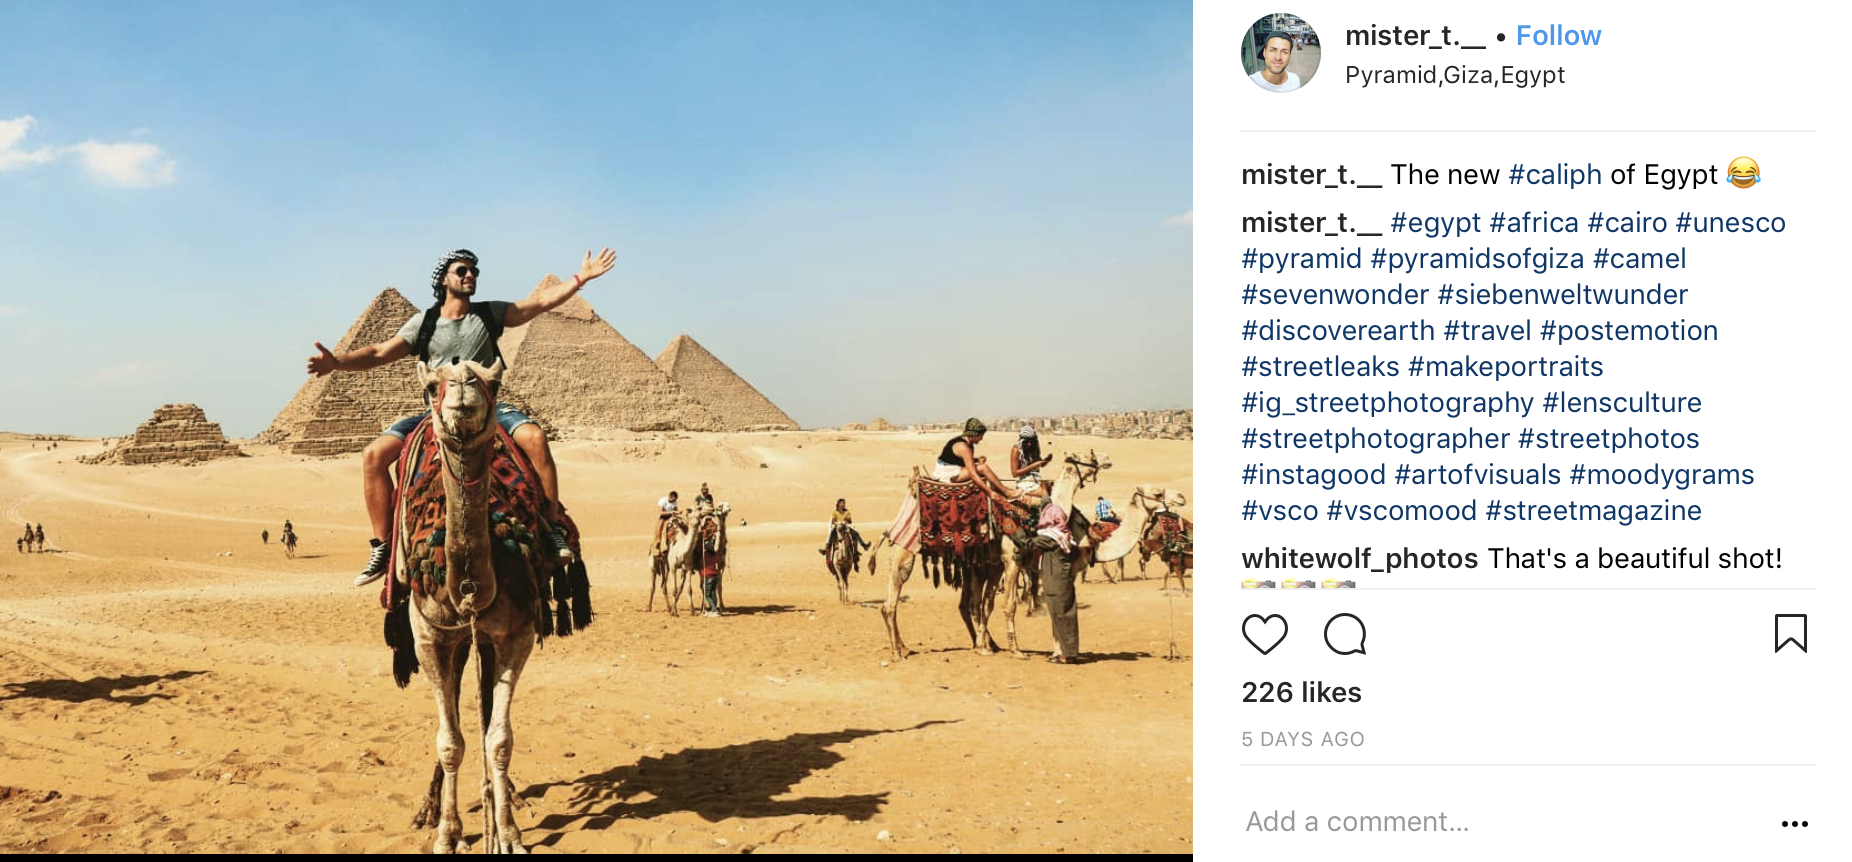 mister_t.__ • Follow
Pyramid,Giza,Egypt
mister_t.__ The new #caliph of Egypt 😂
mister_t.__ #egypt #africa #cairo #unesco
#pyramid #pyramidsofgiza #camel
#sevenwonder #siebenweltwunder
#discoverearth #travel #postemotion
#streetleaks #makeportraits
#ig_streetphotography #lensculture
#streetphotographer #streetphotos
#instagood #artofvisuals #moodygrams
#vsco #vscomood #streetmagazine
whitewolf_photos That's a beautiful shot!
226 likes
5 DAYS AGO
Add a comment...